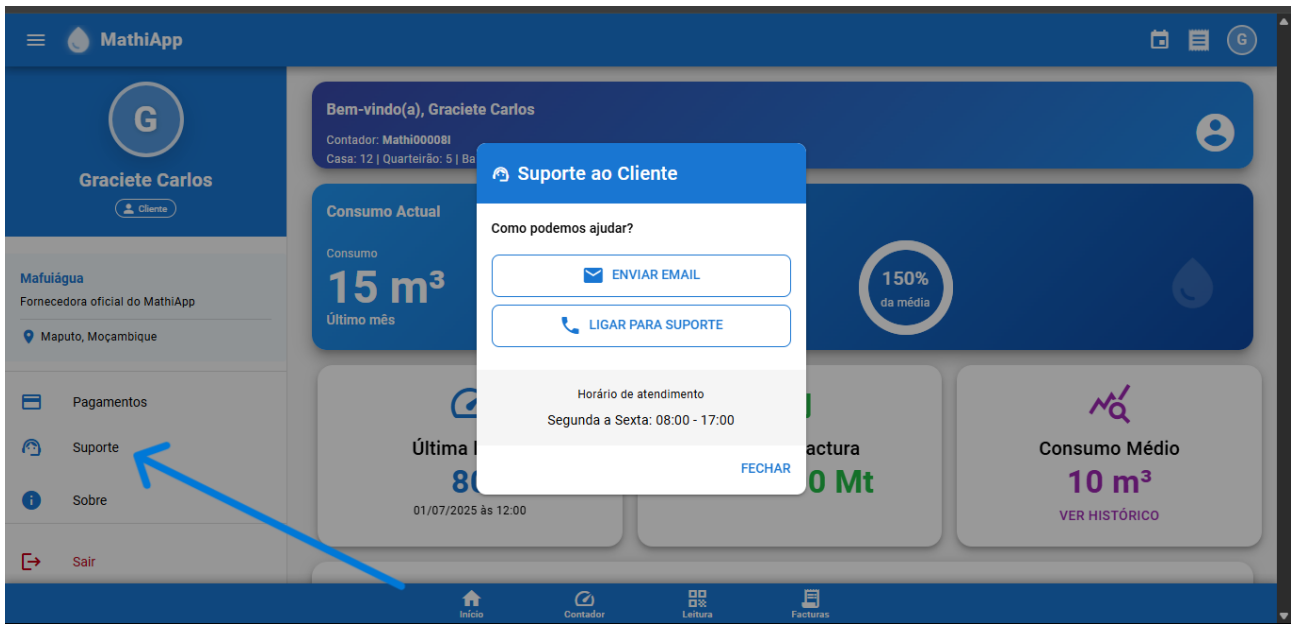 MathiApp
G
G
Graciete Carlos
Cliente
Mafuiágua
Fornecedora oficial do MathiApp
Maputo, Moçambique
Pagamentos
Suporte
Sobre
Sair
Bem-vindo(a), Graciete Carlos
Contador: Mathi00008I
Casa: 12 | Quarteirão: 5 | Ba
Consumo Actual
Consumo
15 m³
Último mês
150%
da média
Suporte ao Cliente
Como podemos ajudar?
ENVIAR EMAIL
LIGAR PARA SUPORTE
Horário de atendimento
Segunda a Sexta: 08:00 - 17:00
FECHAR
Última
80
01/07/2025 às 12:00
actura
0 Mt
Consumo Médio
10 m³
VER HISTÓRICO
Início
Contador
Leitura
Facturas